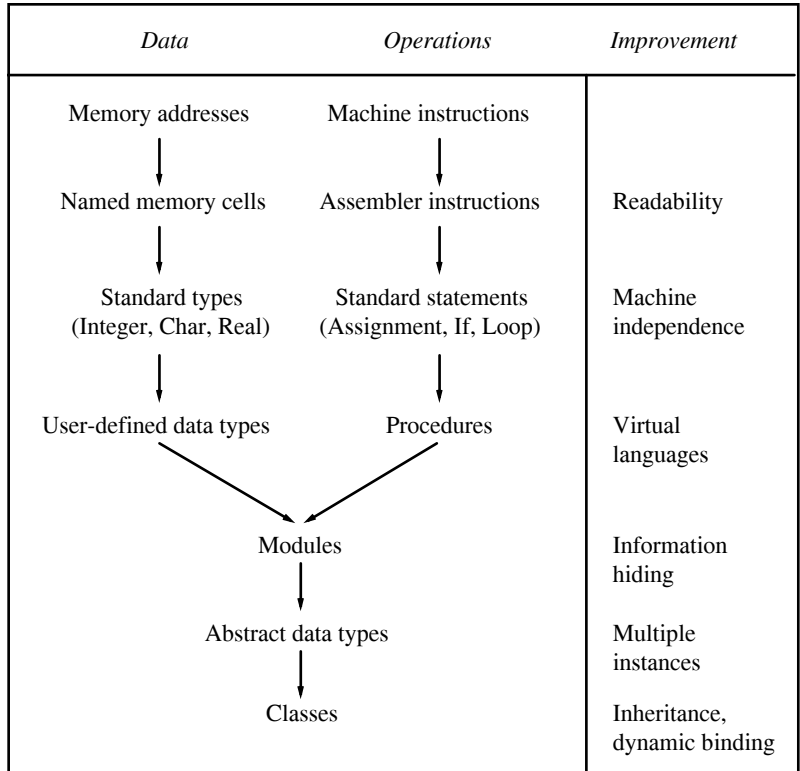 Data Operations Improvement
Memory addresses Machine instructions
Named memory cells Assembler instructions Readability
Standard types Standard statements Machine
(Integer, Char, Real) (Assignment, If, Loop) independence
User-defined data types Procedures Virtual
languages
Modules Information
hiding
Abstract data types Multiple
instances
Classes Inheritance,
dynamic binding